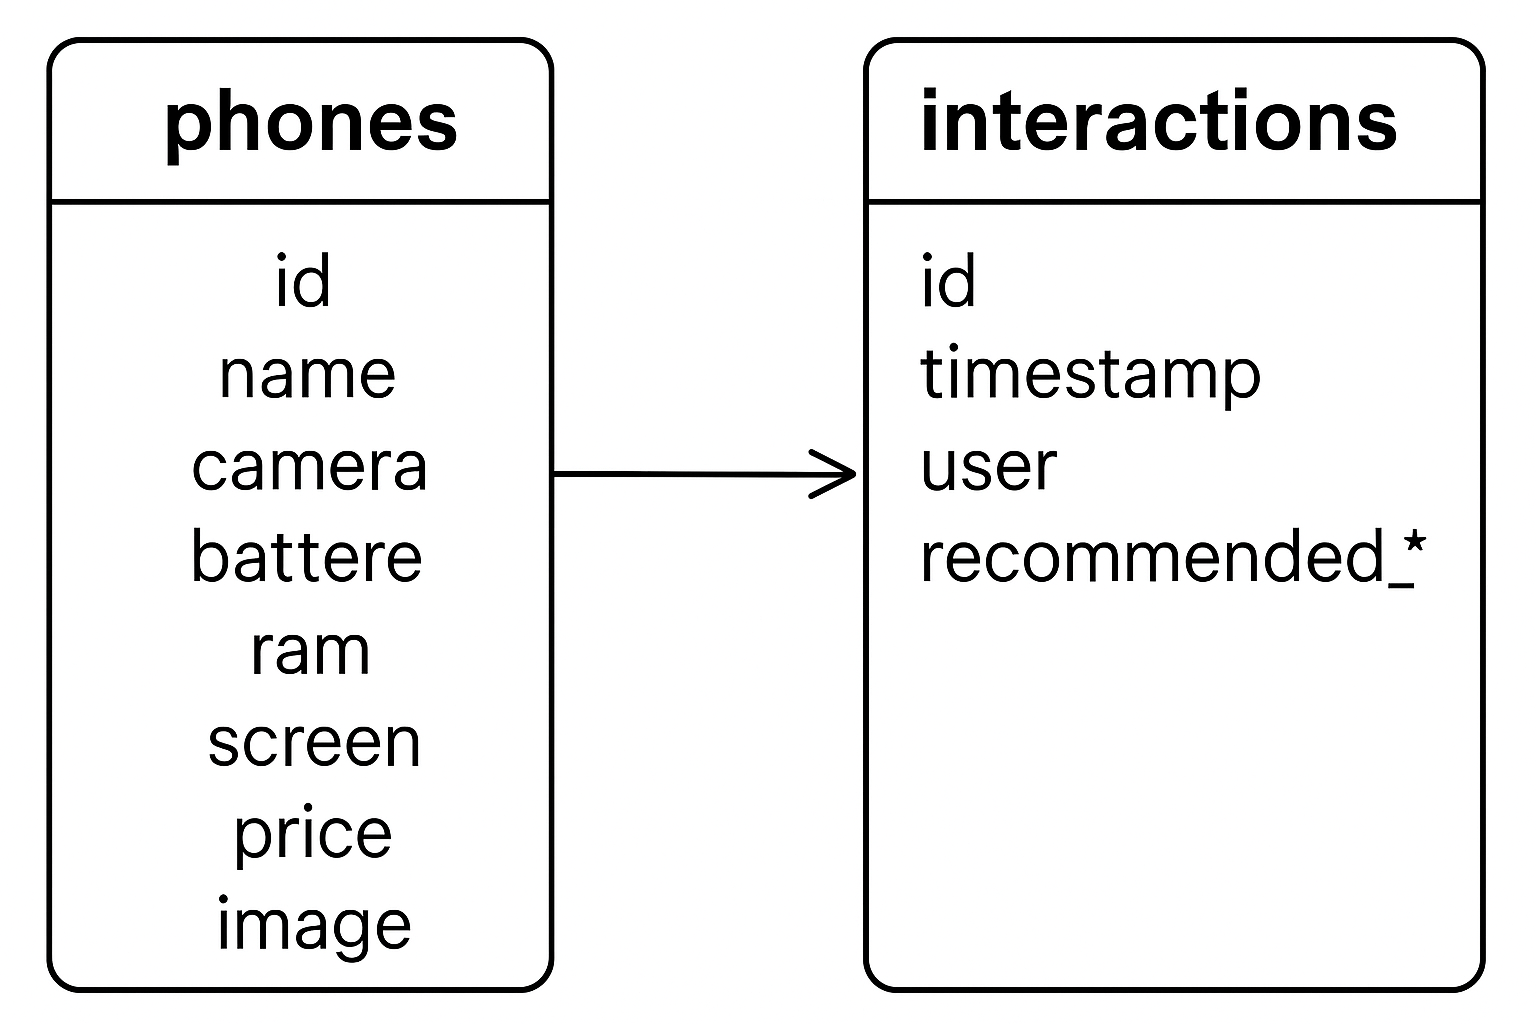 phones
id
name
camera
battere
ram
screen
price
image
interactions
id
timestamp
user
recommended_*